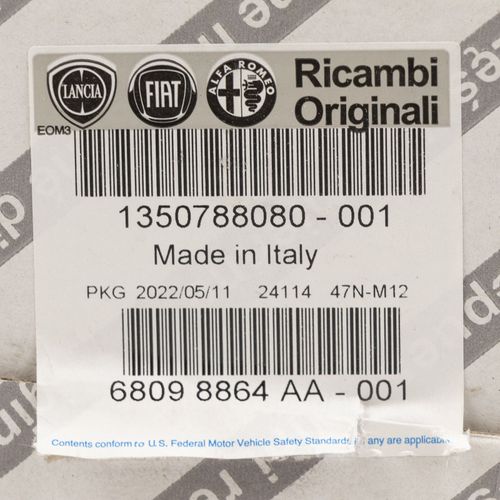 LANCIA FIAT ALFA ROMEO Ricambi
Originali
EOM3
1350788080 - 001
Made in Italy
PKG 2022/05/11 24114 47N-M12
6809 8864 AA - 001
Contents conform to U.S. Federal Motor Vehicle Safety Standards, any are applicable